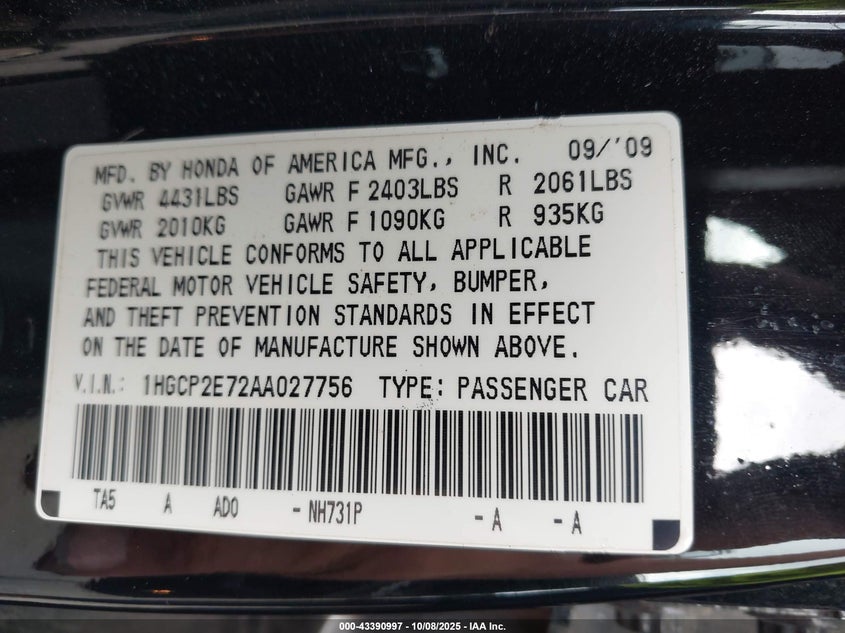 MFD. BY HONDA OF AMERICA MFG., INC. 09/'09
GVWR 4431LBS GAWR F 2403LBS R 2061LBS
GVWR 2010KG GAWR F 1090KG R 935KG
THIS VEHICLE CONFORMS TO ALL APPLICABLE
FEDERAL MOTOR VEHICLE SAFETY, BUMPER,
AND THEFT PREVENTION STANDARDS IN EFFECT
ON THE DATE OF MANUFACTURE SHOWN ABOVE.
V.I.N.: 1HGCP2E72AA027756 TYPE: PASSENGER CAR
TA5 A AD0 - NH731P - A - A
000-43390997 - 10/08/2025 - IAA Inc.